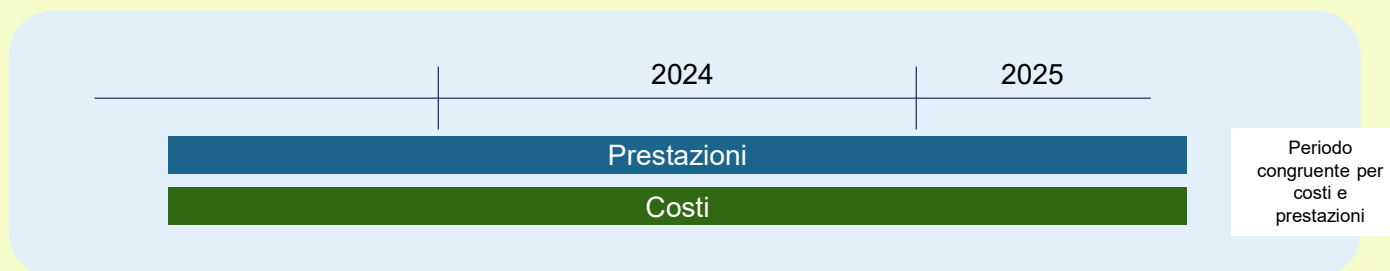 2024
2025
Prestazioni
Costi
Periodo
congruente per
costi e
prestazioni